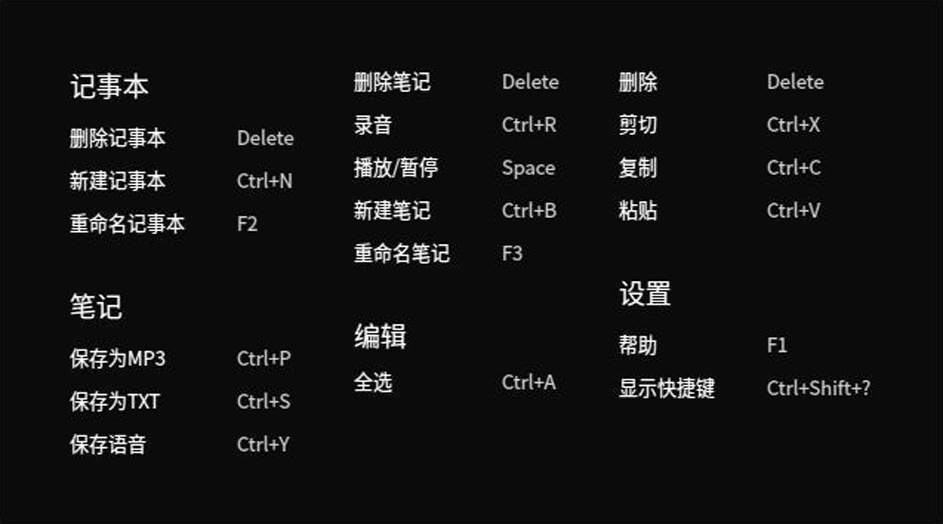 记事本
删除记事本 Delete
新建记事本 Ctrl+N
重命名记事本 F2
笔记
保存为MP3 Ctrl+P
保存为TXT Ctrl+S
保存语音 Ctrl+Y
删除笔记 Delete
录音 Ctrl+R
播放/暂停 Space
新建笔记 Ctrl+B
重命名笔记 F3
编辑
全选 Ctrl+A
删除 Delete
剪切 Ctrl+X
复制 Ctrl+C
粘贴 Ctrl+V
设置
帮助 F1
显示快捷键 Ctrl+Shift+?